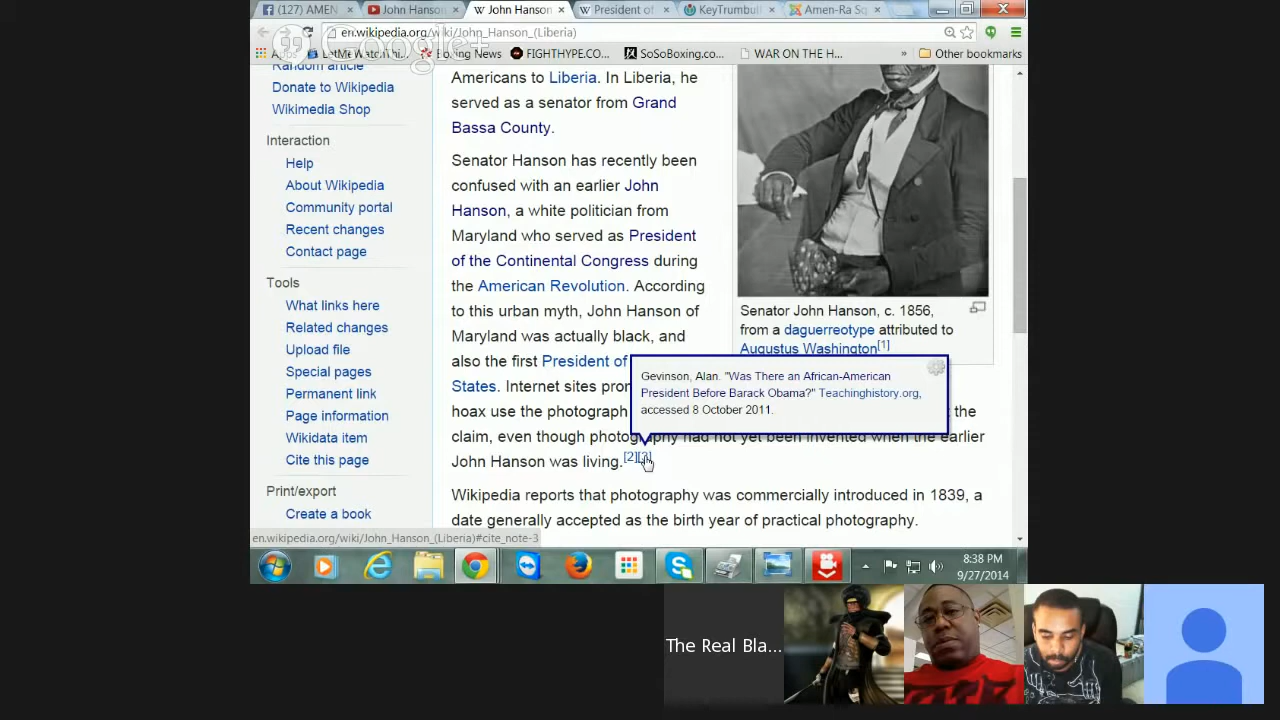 (127) AMEN
John Hanso
W John Hanson
W President of
KeyTrumbull
Amen-Ra Sq
en.wikipedia.org/wiki/John_Hanson_(Liberia)
Google+
Boxing News
FIGHTHYPE.CO...
SoSoBoxing.co...
WAR ON THE H...
»
Other bookmarks
Random article
Donate to Wikipedia
Wikimedia Shop
Interaction
Help
About Wikipedia
Community portal
Recent changes
Contact page
Tools
What links here
Related changes
Upload file
Special pages
Permanent link
Page information
Wikidata item
Cite this page
Print/export
Create a book
Americans to Liberia. In Liberia, he
served as a senator from Grand
Bassa County.
Senator Hanson has recently been
confused with an earlier John
Hanson, a white politician from
Maryland who served as President
of the Continental Congress during
the American Revolution. According
to this urban myth, John Hanson of
Maryland was actually black, and
also the first President of
States. Internet sites pron
hoax use the photograph the
claim, even though photography had not yet been invented when the earlier
John Hanson was living.[2][3]
Wikipedia reports that photography was commercially introduced in 1839, a
date generally accepted as the birth year of practical photography.
Senator John Hanson, c. 1856,
from a daguerreotype attributed to
Augustus Washington[1]
Gevinson, Alan. "Was There an African-American
President Before Barack Obama?" Teachinghistory.org,
accessed 8 October 2011.
en.wikipedia.org/wiki/John_Hanson_(Liberia)#cite_note-3
8:38 PM
9/27/2014
The Real Bla...